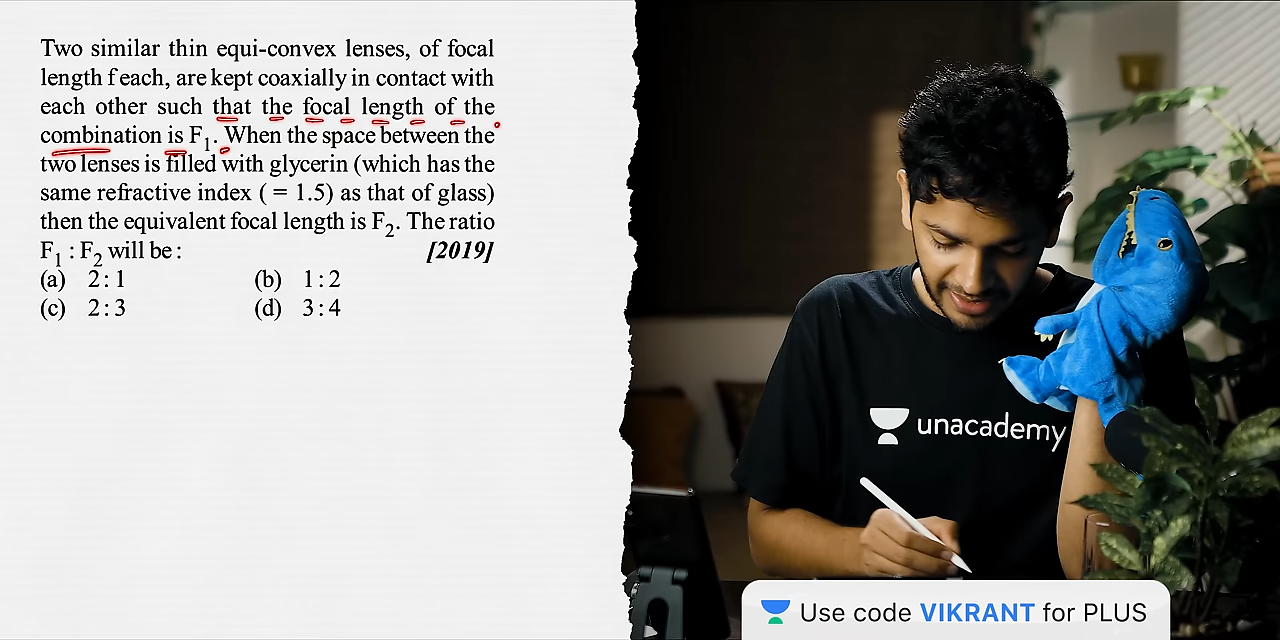 Two similar thin equi-convex lenses, of focal
length f each, are kept coaxially in contact with
each other such that the focal length of the
combination is F₁. When the space between the
two lenses is filled with glycerin (which has the
same refractive index ( = 1.5) as that of glass)
then the equivalent focal length is F₂. The ratio
F₁ : F₂ will be : [2019]
(a) 2 : 1 (b) 1 : 2
(c) 2 : 3 (d) 3 : 4
unacademy
Use code VIKRANT for PLUS